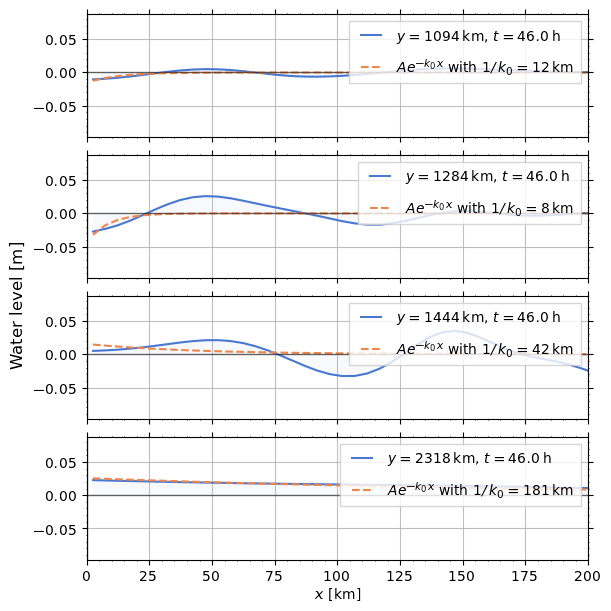 y = 1094 km, t = 46.0 h
Ae^{−k₀x} with 1/k₀ = 12 km
0.05
0.00
−0.05
y = 1284 km, t = 46.0 h
Ae^{−k₀x} with 1/k₀ = 8 km
0.05
0.00
−0.05
Water level [m]
y = 1444 km, t = 46.0 h
Ae^{−k₀x} with 1/k₀ = 42 km
0.05
0.00
−0.05
y = 2318 km, t = 46.0 h
Ae^{−k₀x} with 1/k₀ = 181 km
0.05
0.00
−0.05
0 25 50 75 100 125 150 175 200
x [km]